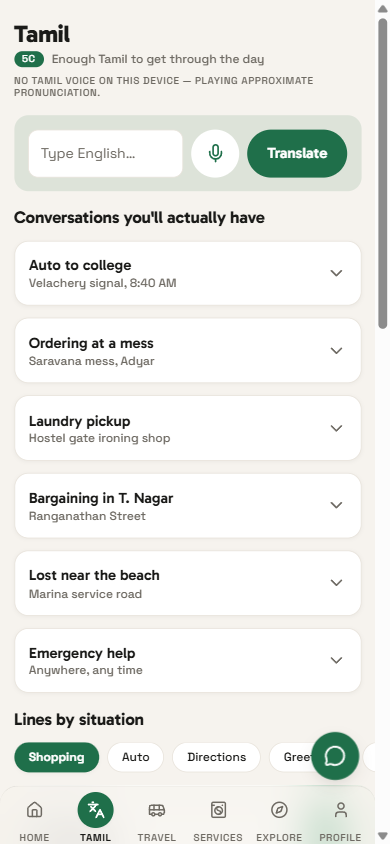 Tamil
5C Enough Tamil to get through the day
NO TAMIL VOICE ON THIS DEVICE — PLAYING APPROXIMATE
PRONUNCIATION.
Type English... Translate
Conversations you'll actually have
Auto to college
Velachery signal, 8:40 AM
Ordering at a mess
Saravana mess, Adyar
Laundry pickup
Hostel gate ironing shop
Bargaining in T. Nagar
Ranganathan Street
Lost near the beach
Marina service road
Emergency help
Anywhere, any time
Lines by situation
Shopping Auto Directions
HOME TAMIL TRAVEL SERVICES EXPLORE PROFILE